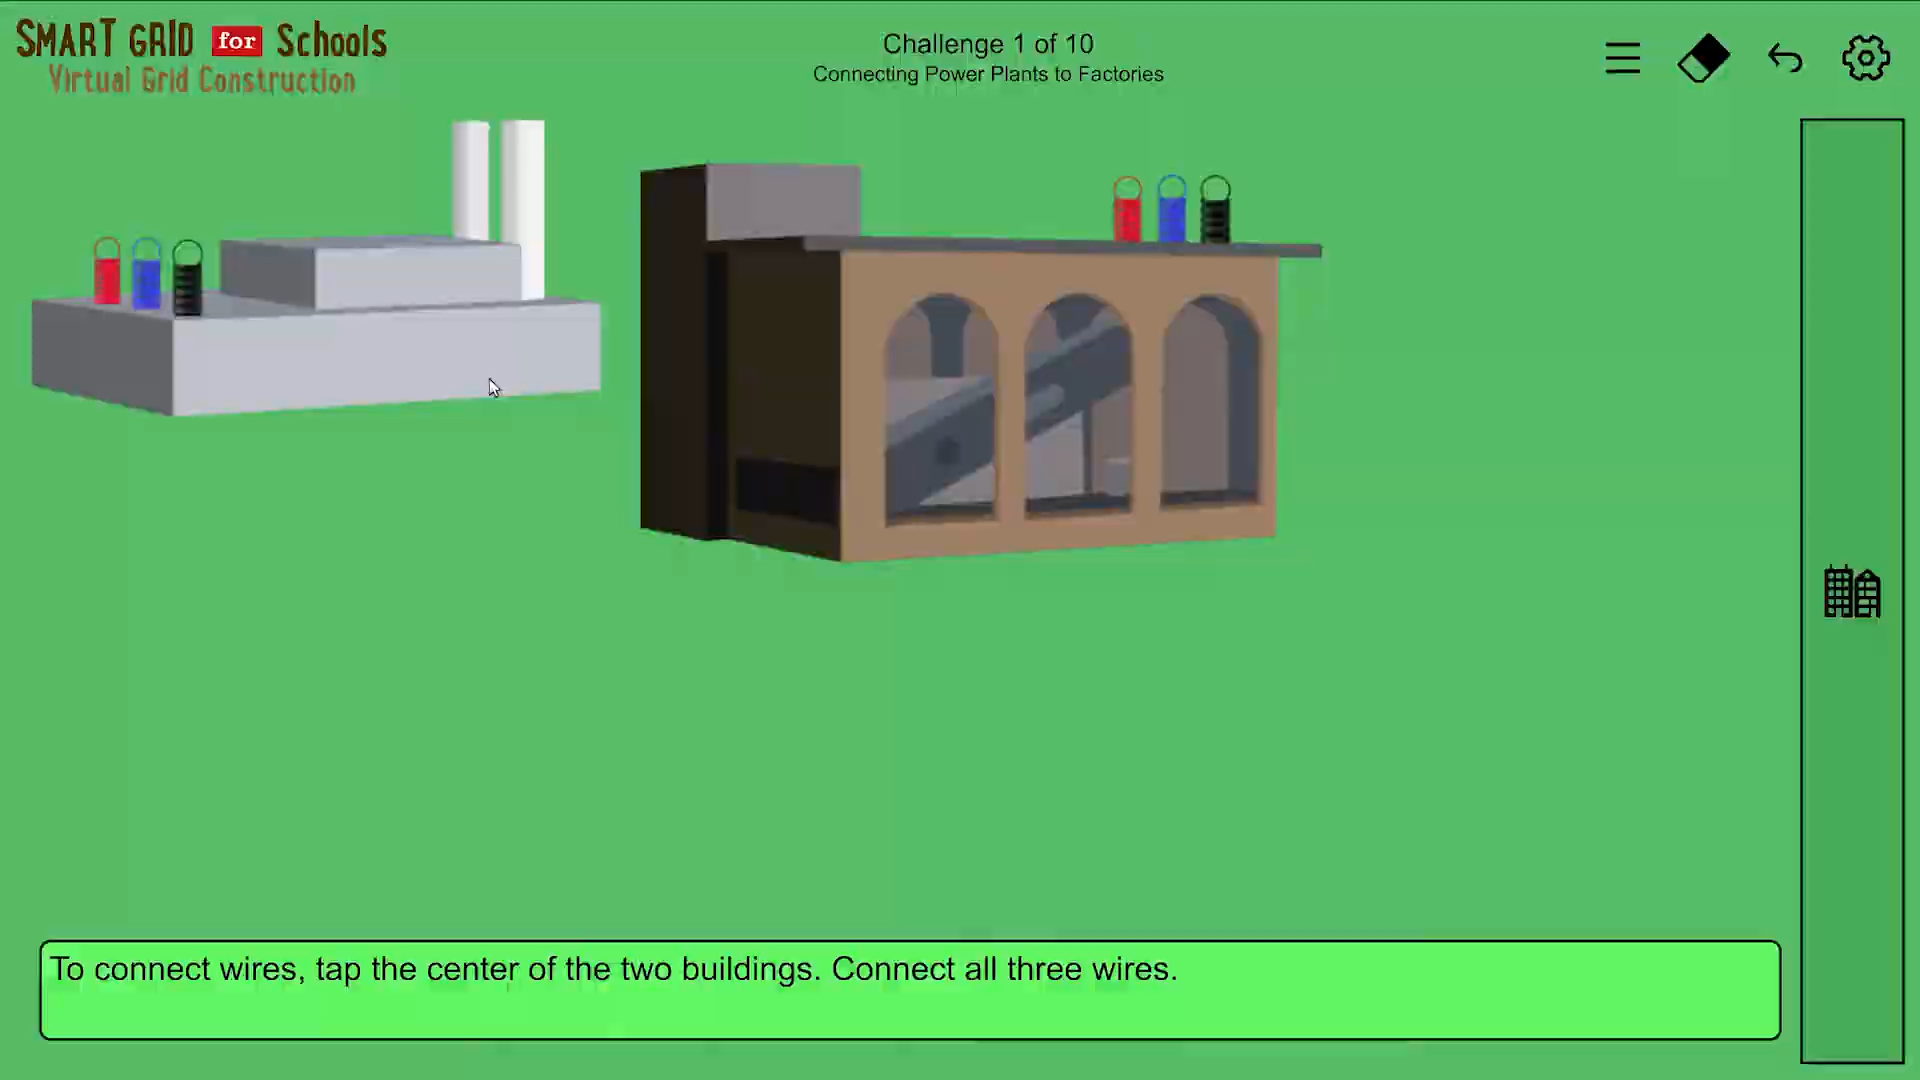 SMART GRID for Schools
Virtual Grid Construction
Challenge 1 of 10
Connecting Power Plants to Factories
To connect wires, tap the center of the two buildings. Connect all three wires.